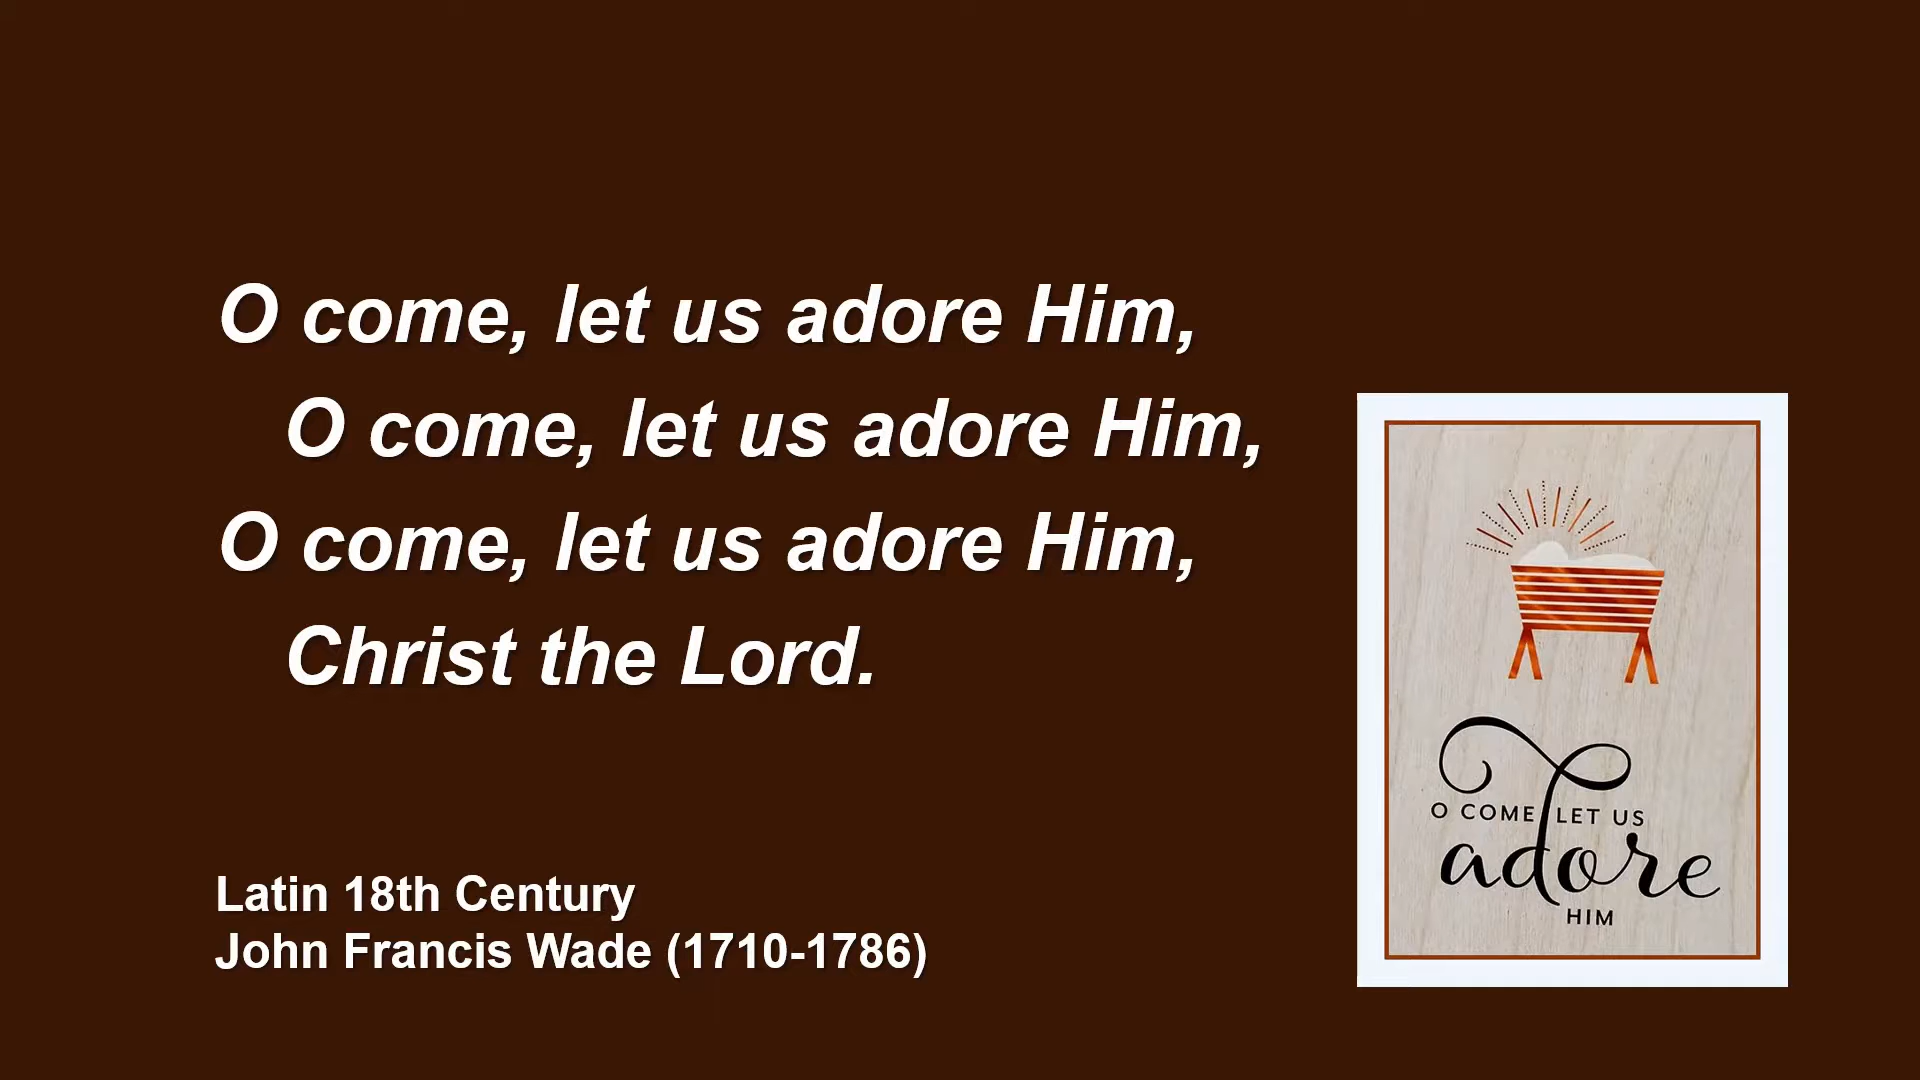 O come, let us adore Him,
O come, let us adore Him,
O come, let us adore Him,
Christ the Lord.
Latin 18th Century
John Francis Wade (1710-1786)
O COME LET US
adore
HIM